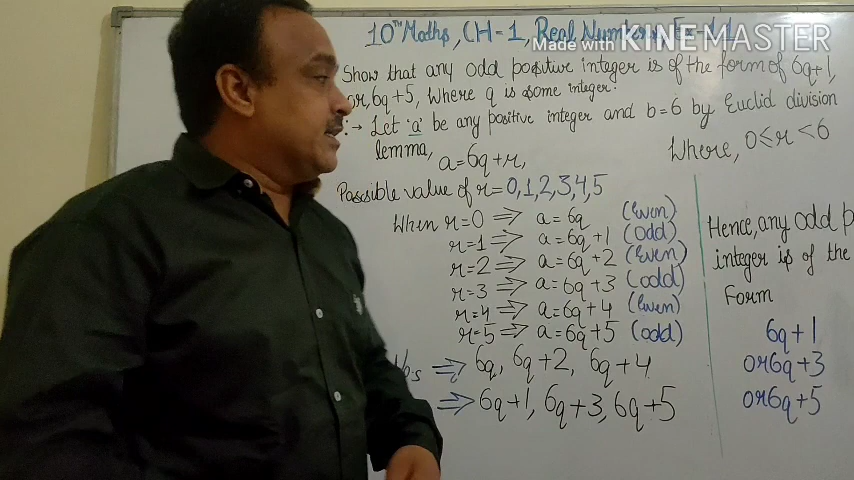 10th Maths, CH-1, Real Numbers, Ex-1.1
Made with KINEMASTER
Show that any odd positive integer is of the form of 6q+1,
or, 6q+5, Where q is some integer.
:→ Let 'a' be any positive integer and b=6 by Euclid division
lemma, a=6q+r, Where, 0≤r<6
Possible value of r=0,1,2,3,4,5
When r=0 ⇒ a=6q (Even)
r=1 ⇒ a=6q+1 (odd)
r=2 ⇒ a=6q+2 (Even)
r=3 ⇒ a=6q+3 (odd)
r=4 ⇒ a=6q+4 (Even)
r=5 ⇒ a=6q+5 (odd)
⇒ 6q, 6q+2, 6q+4
⇒ 6q+1, 6q+3, 6q+5
Hence, any odd p
integer is of the
Form
6q+1
or 6q+3
or 6q+5